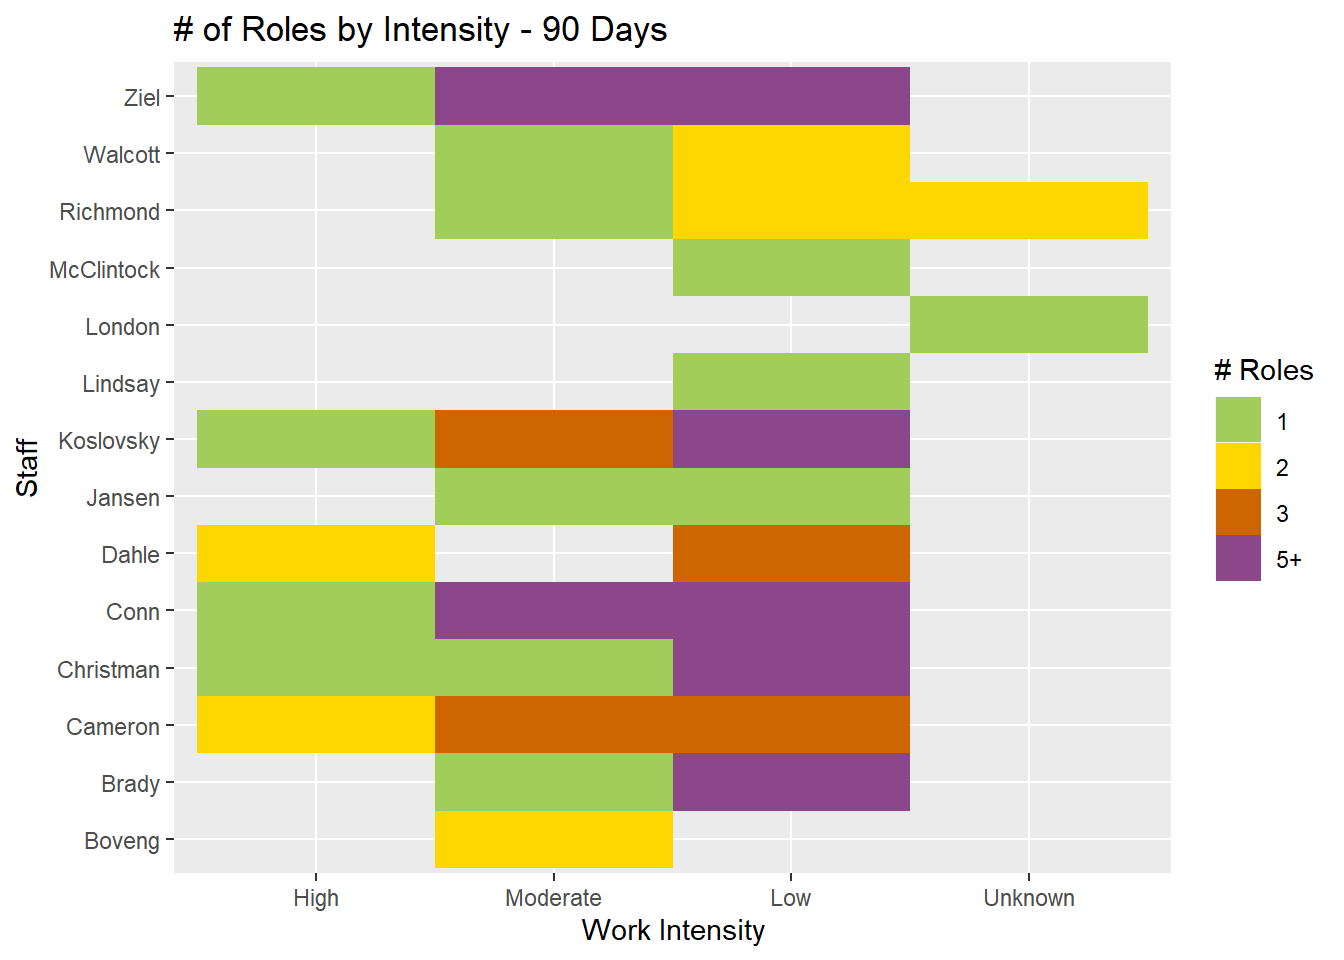 # of Roles by Intensity - 90 Days
Ziel
Walcott
Richmond
McClintock
London
Lindsay
Koslovsky
Jansen
Dahle
Conn
Christman
Cameron
Brady
Boveng
Staff
High Moderate Low Unknown
Work Intensity
# Roles
1
2
3
5+